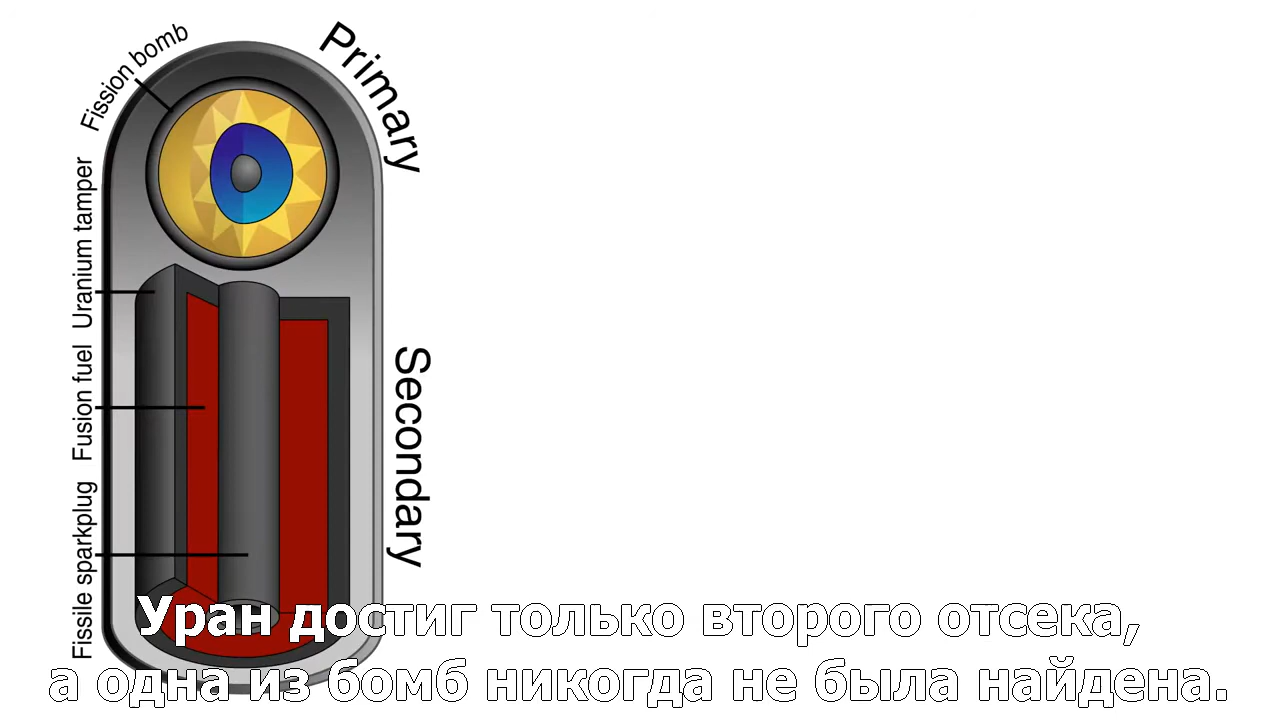 Fission bomb
Primary
Uranium tamper
Fusion fuel
Secondary
Fissile sparkplug
Уран достиг только второго отсека,
а одна из бомб никогда не была найдена.